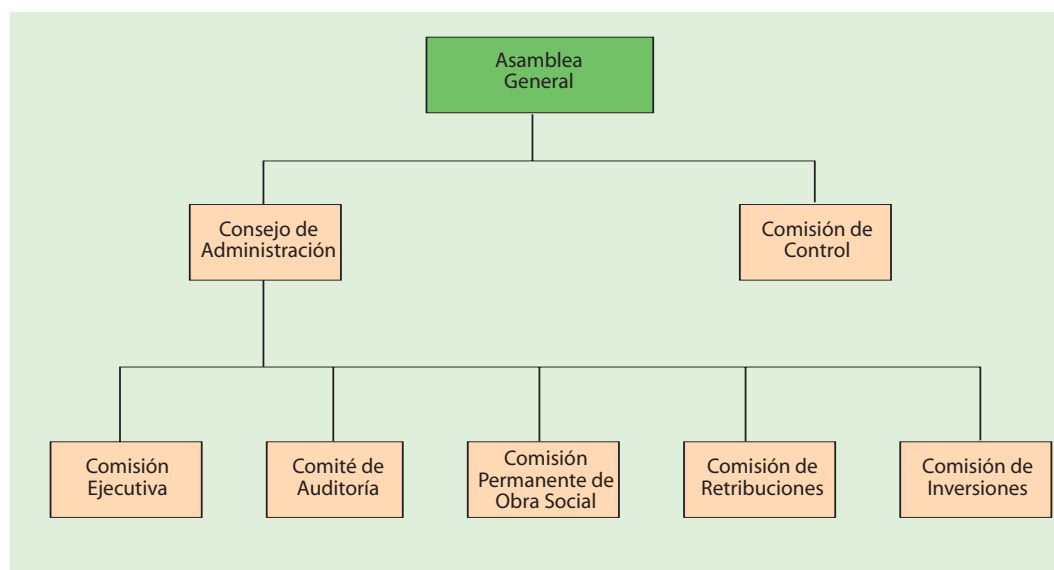 Asamblea
General
Consejo de
Administración
Comisión de
Control
Comisión
Ejecutiva
Comité de
Auditoría
Comisión
Permanente de
Obra Social
Comisión de
Retribuciones
Comisión de
Inversiones